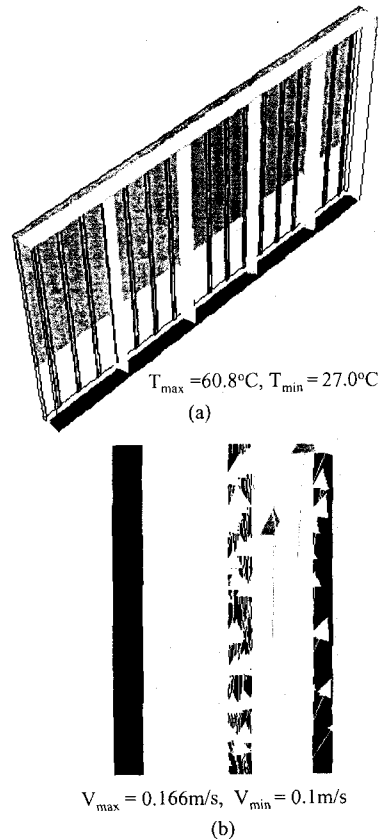 T_max =60.8°C, T_min = 27.0°C
(a)
V_max = 0.166m/s, V_min = 0.1m/s
(b)